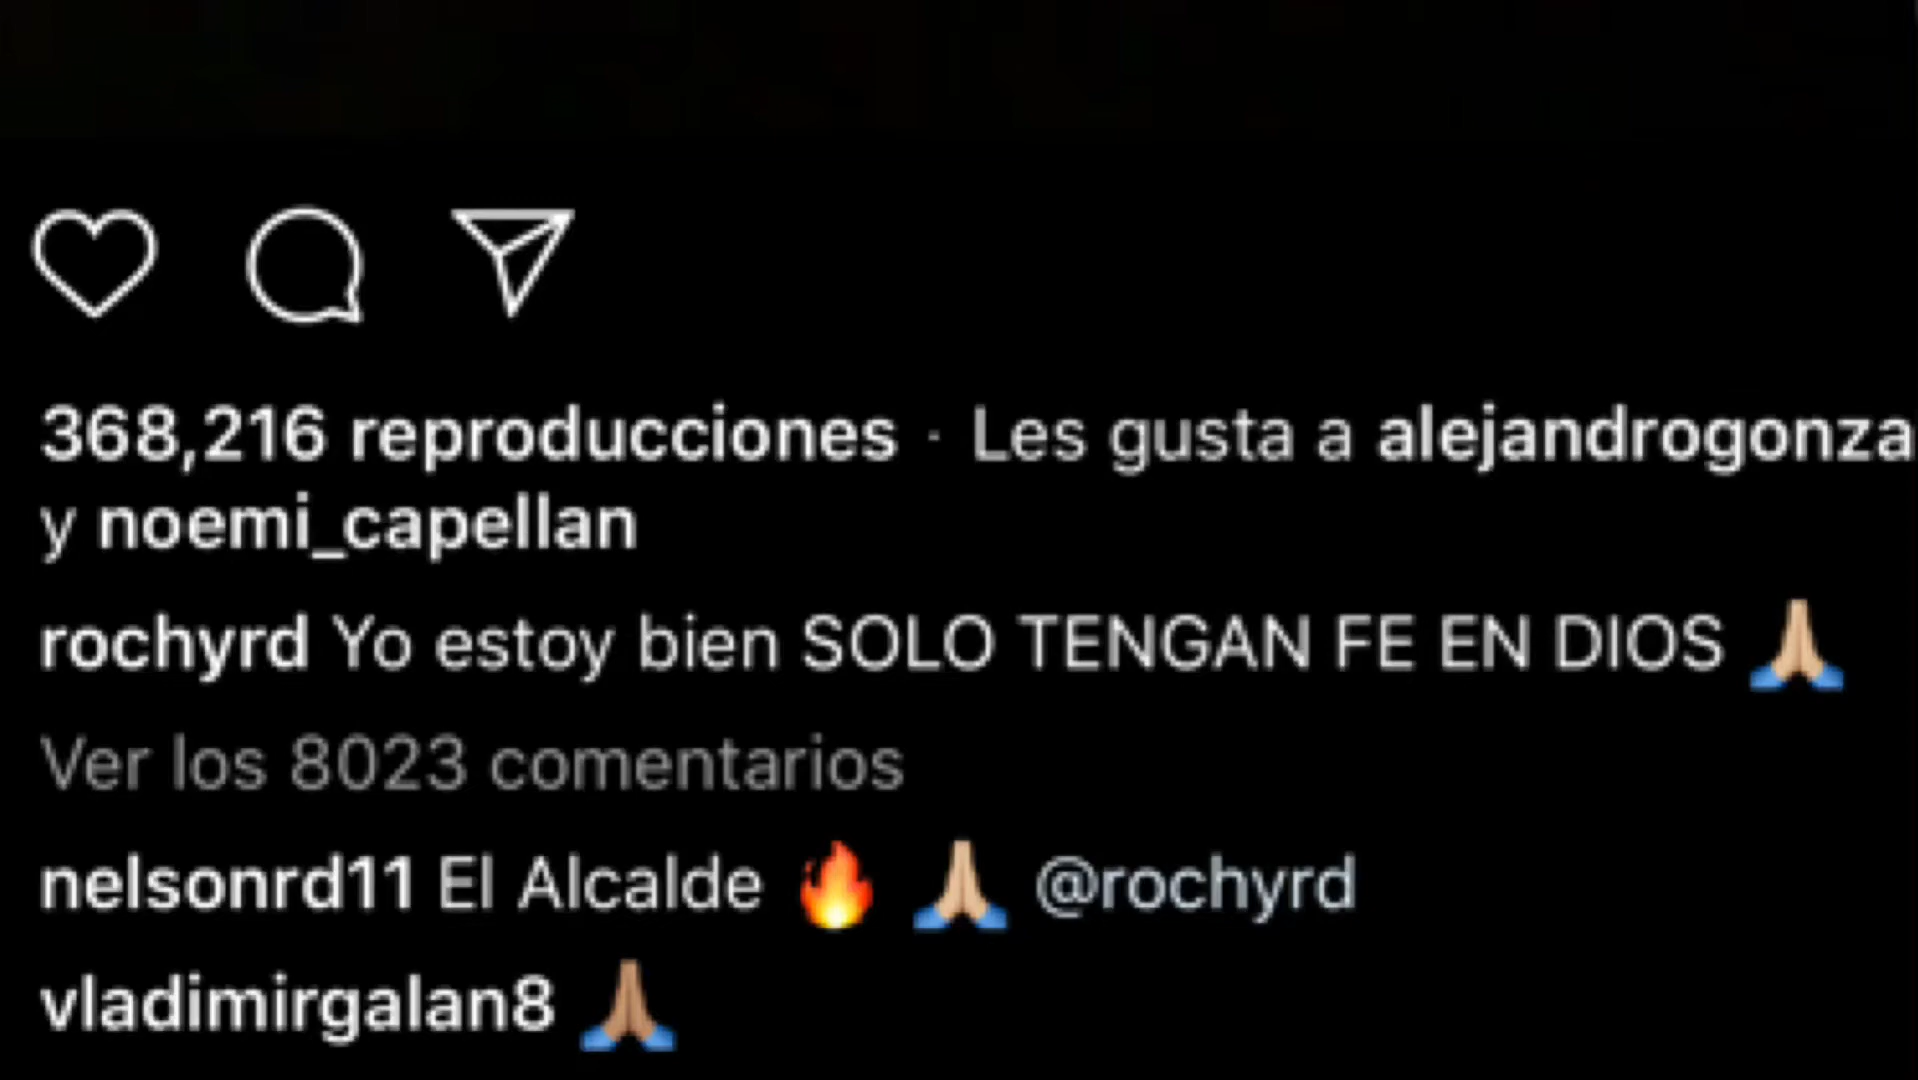 368,216 reproducciones · Les gusta a alejandrogonza
y noemi_capellan
rochyrd Yo estoy bien SOLO TENGAN FE EN DIOS 🙏🏼
Ver los 8023 comentarios
nelsonrd11 El Alcalde 🔥 🙏🏼 @rochyrd
vladimirgalan8 🙏🏽